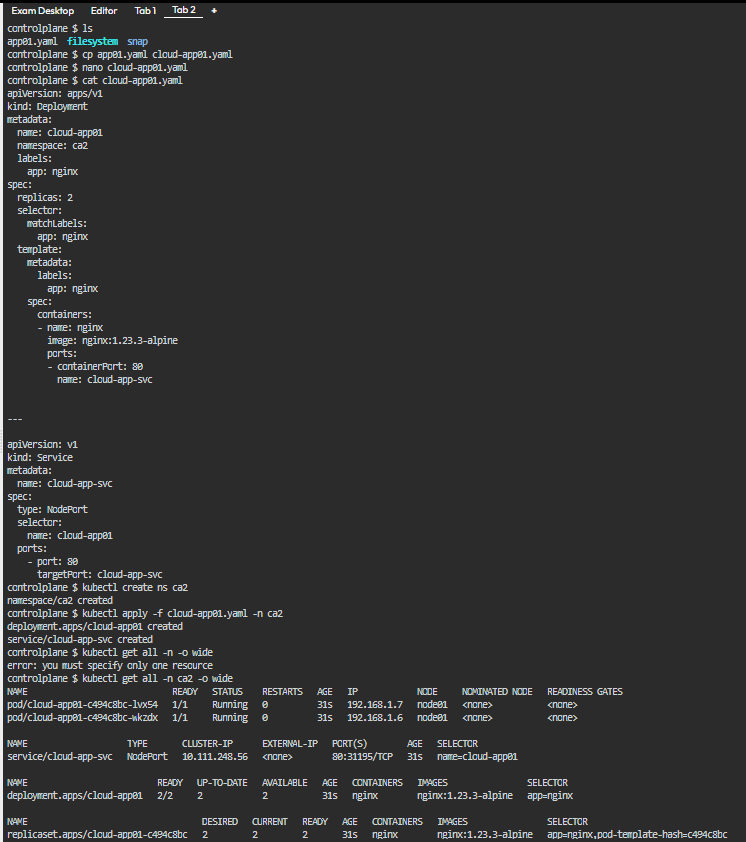 Exam Desktop Editor Tab 1 Tab 2 +
controlplane $ ls
app01.yaml filesystem snap
controlplane $ cp app01.yaml cloud-app01.yaml
controlplane $ nano cloud-app01.yaml
controlplane $ cat cloud-app01.yaml
apiVersion: apps/v1
kind: Deployment
metadata:
  name: cloud-app01
  namespace: ca2
  labels:
    app: nginx
spec:
  replicas: 2
  selector:
    matchLabels:
      app: nginx
  template:
    metadata:
      labels:
        app: nginx
    spec:
      containers:
      - name: nginx
        image: nginx:1.23.3-alpine
        ports:
        - containerPort: 80
          name: cloud-app-svc
---
apiVersion: v1
kind: Service
metadata:
  name: cloud-app-svc
spec:
  type: NodePort
  selector:
    name: cloud-app01
  ports:
    - port: 80
      targetPort: cloud-app-svc
controlplane $ kubectl create ns ca2
namespace/ca2 created
controlplane $ kubectl apply -f cloud-app01.yaml -n ca2
deployment.apps/cloud-app01 created
service/cloud-app-svc created
controlplane $ kubectl get all -n -o wide
error: you must specify only one resource
controlplane $ kubectl get all -n ca2 -o wide
NAME READY STATUS RESTARTS AGE IP NODE NOMINATED NODE READINESS GATES
pod/cloud-app01-c494c8bc-lvx54 1/1 Running 0 31s 192.168.1.7 node01 <none> <none>
pod/cloud-app01-c494c8bc-wkzdx 1/1 Running 0 31s 192.168.1.6 node01 <none> <none>
NAME TYPE CLUSTER-IP EXTERNAL-IP PORT(S) AGE SELECTOR
service/cloud-app-svc NodePort 10.111.248.56 <none> 80:31195/TCP 31s name=cloud-app01
NAME READY UP-TO-DATE AVAILABLE AGE CONTAINERS IMAGES SELECTOR
deployment.apps/cloud-app01 2/2 2 2 31s nginx nginx:1.23.3-alpine app=nginx
NAME DESIRED CURRENT READY AGE CONTAINERS IMAGES SELECTOR
replicaset.apps/cloud-app01-c494c8bc 2 2 2 31s nginx nginx:1.23.3-alpine app=nginx,pod-template-hash=c494c8bc